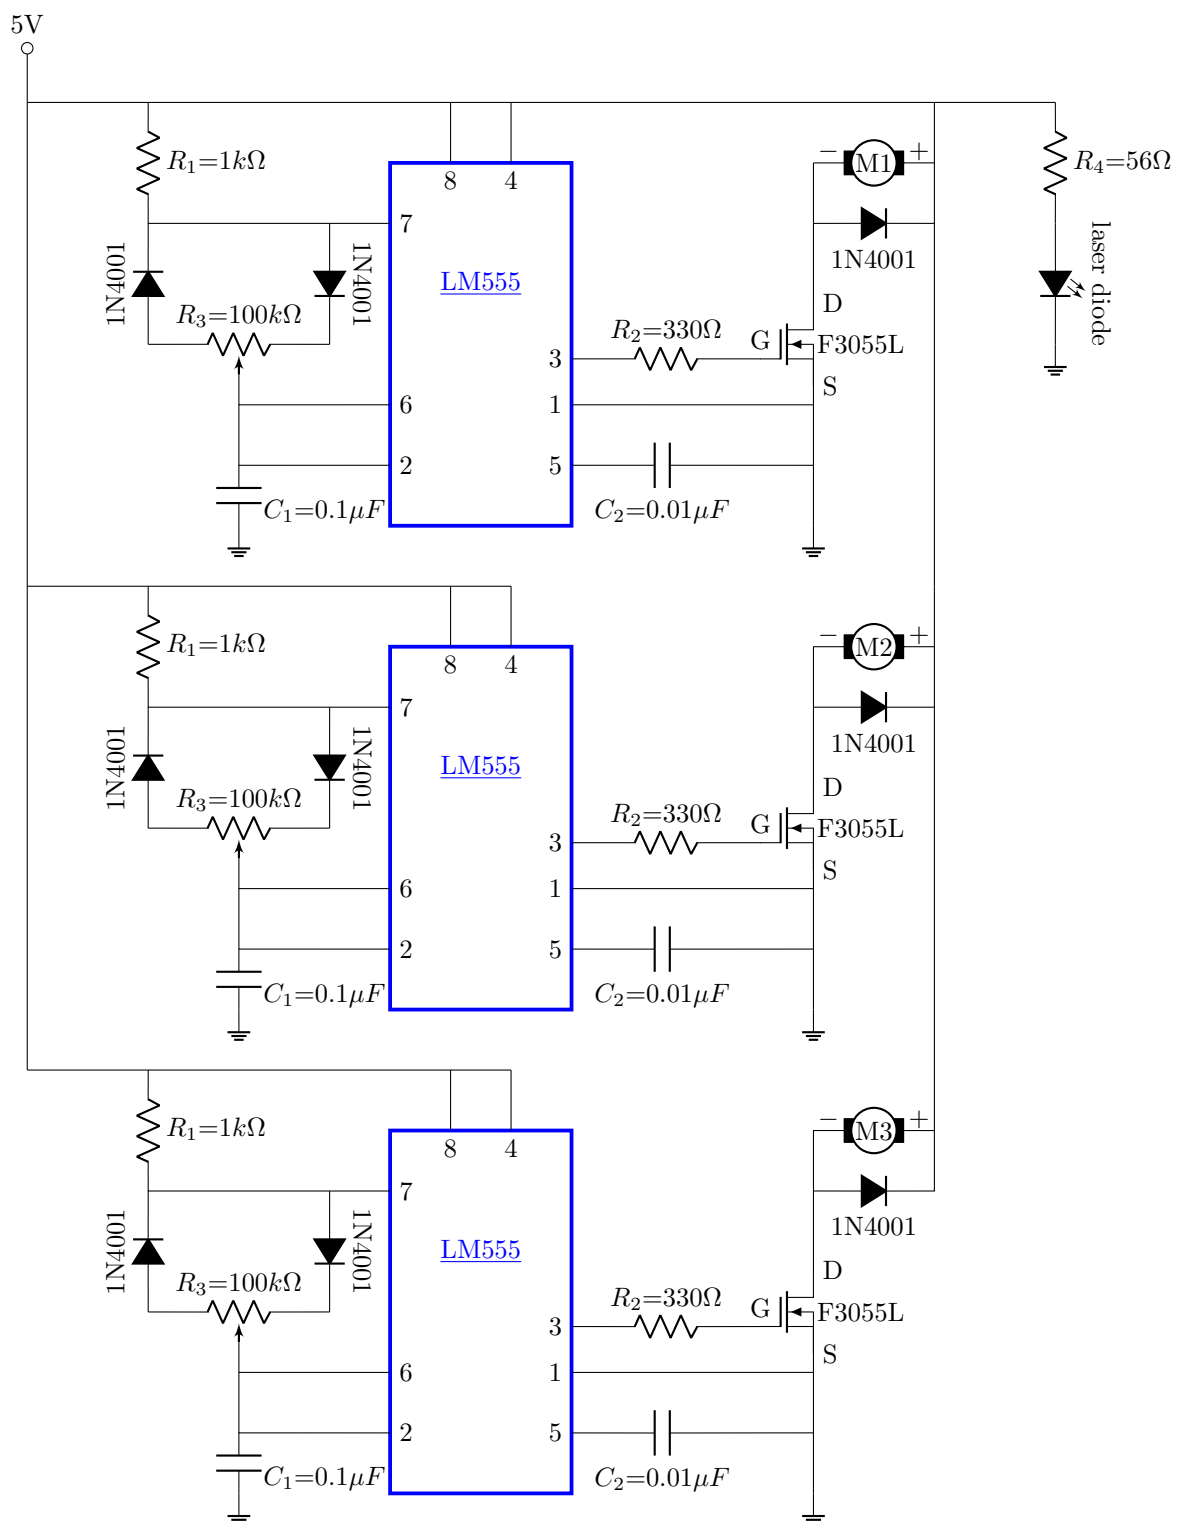 5V
R₁=1kΩ
8
4
− M1 +
R₄=56Ω
7
1N4001
1N4001
LM555
1N4001
laser diode
R₃=100kΩ
D
R₂=330Ω
G
F3055L
3
S
6
1
2
5
C₁=0.1μF
C₂=0.01μF
R₁=1kΩ
8
4
− M2 +
7
1N4001
1N4001
LM555
1N4001
R₃=100kΩ
D
R₂=330Ω
G
F3055L
3
S
6
1
2
5
C₁=0.1μF
C₂=0.01μF
R₁=1kΩ
8
4
− M3 +
7
1N4001
1N4001
LM555
1N4001
R₃=100kΩ
D
R₂=330Ω
G
F3055L
3
S
6
1
2
5
C₁=0.1μF
C₂=0.01μF